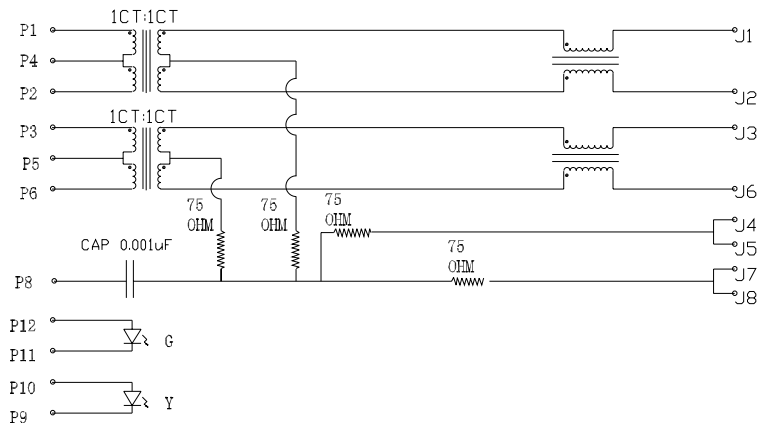 1CT:1CT
P1
J1
P4
P2
J2
1CT:1CT
P3
J3
P5
P6
J6
75
OHM
75
OHM
75
OHM
J4
J5
CAP 0.001uF
75
OHM
P8
J7
J8
P12
G
P11
P10
Y
P9